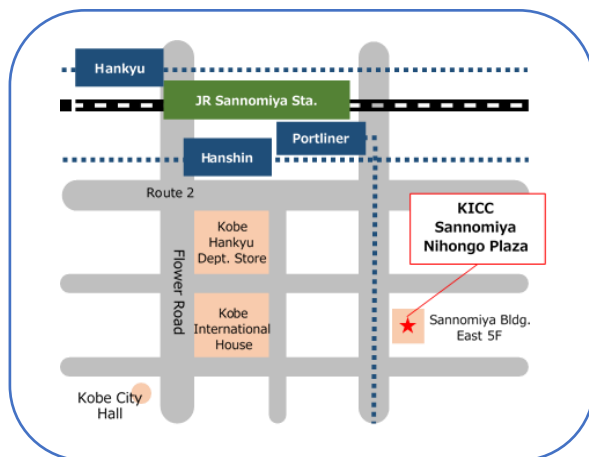 Hankyu
JR Sannomiya Sta.
Portliner
Hanshin
Route 2
KICC
Sannomiya
Nihongo Plaza
Kobe
Hankyu
Dept. Store
Flower Road
Kobe
International
House
Sannomiya Bldg.
East 5F
Kobe City
Hall